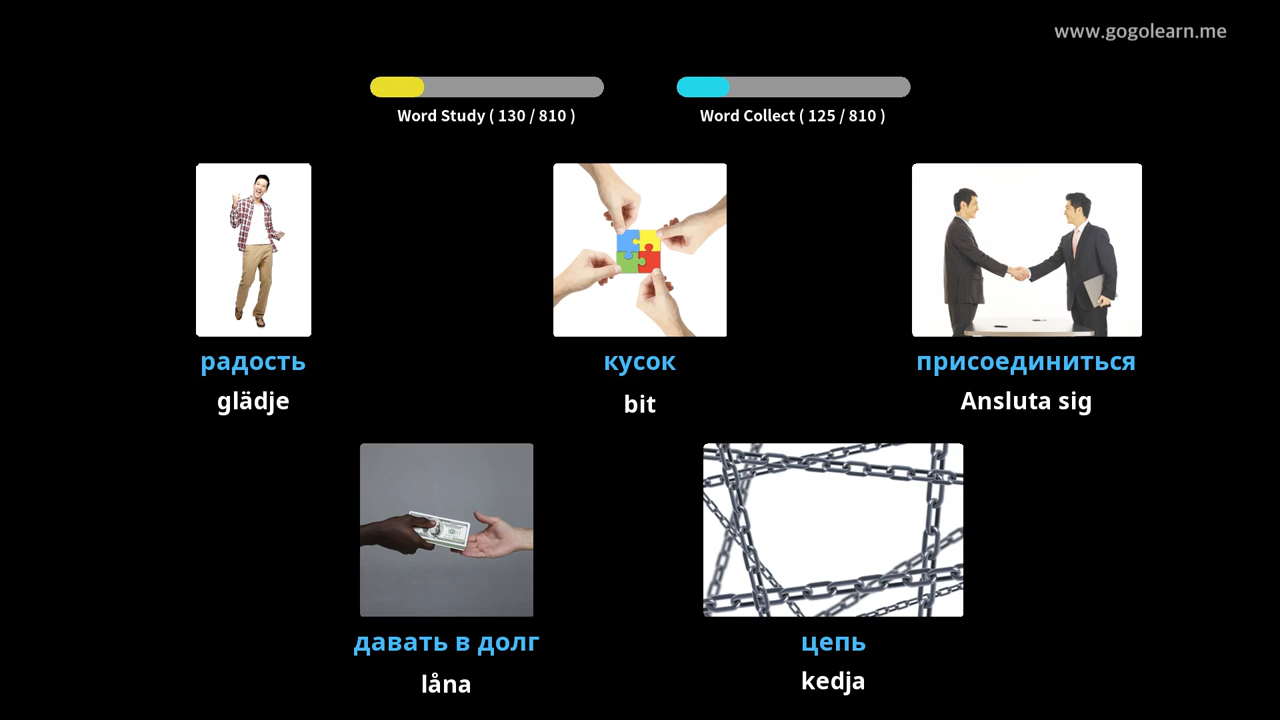 www.gogolearn.me
Word Study ( 130 / 810 )
Word Collect ( 125 / 810 )
радость
glädje
кусок
bit
присоединиться
Ansluta sig
давать в долг
låna
цепь
kedja